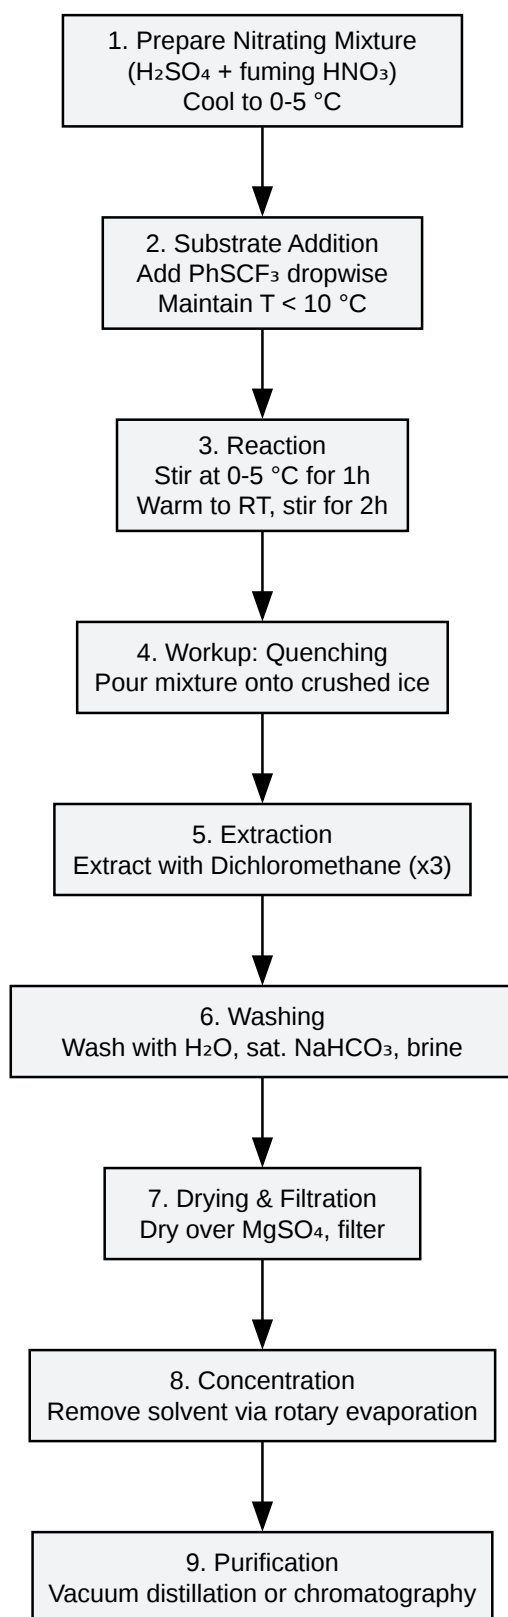 1. Prepare Nitrating Mixture
(H₂SO₄ + fuming HNO₃)
Cool to 0-5 °C
2. Substrate Addition
Add PhSCF₃ dropwise
Maintain T < 10 °C
3. Reaction
Stir at 0-5 °C for 1h
Warm to RT, stir for 2h
4. Workup: Quenching
Pour mixture onto crushed ice
5. Extraction
Extract with Dichloromethane (x3)
6. Washing
Wash with H₂O, sat. NaHCO₃, brine
7. Drying & Filtration
Dry over MgSO₄, filter
8. Concentration
Remove solvent via rotary evaporation
9. Purification
Vacuum distillation or chromatography